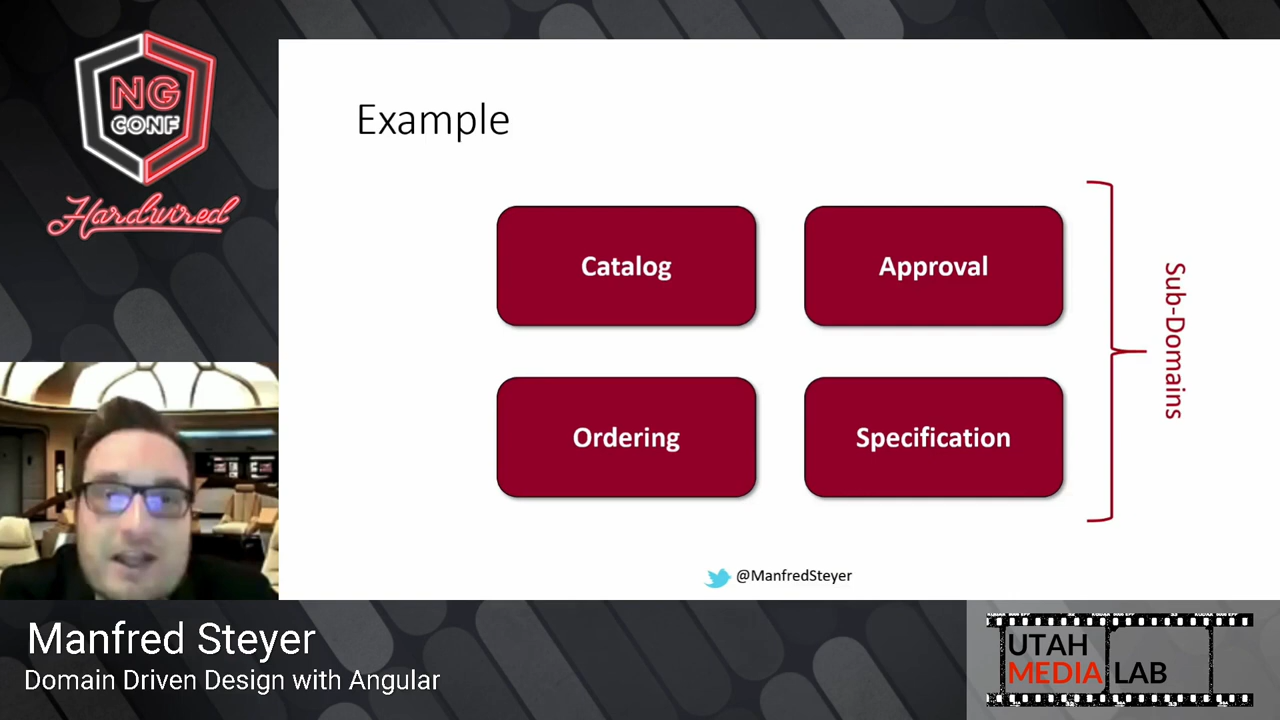 NG
CONF
Hardwired
Example
Catalog
Approval
Ordering
Specification
Sub-Domains
@ManfredSteyer
Manfred Steyer
Domain Driven Design with Angular
UTAH
MEDIA LAB